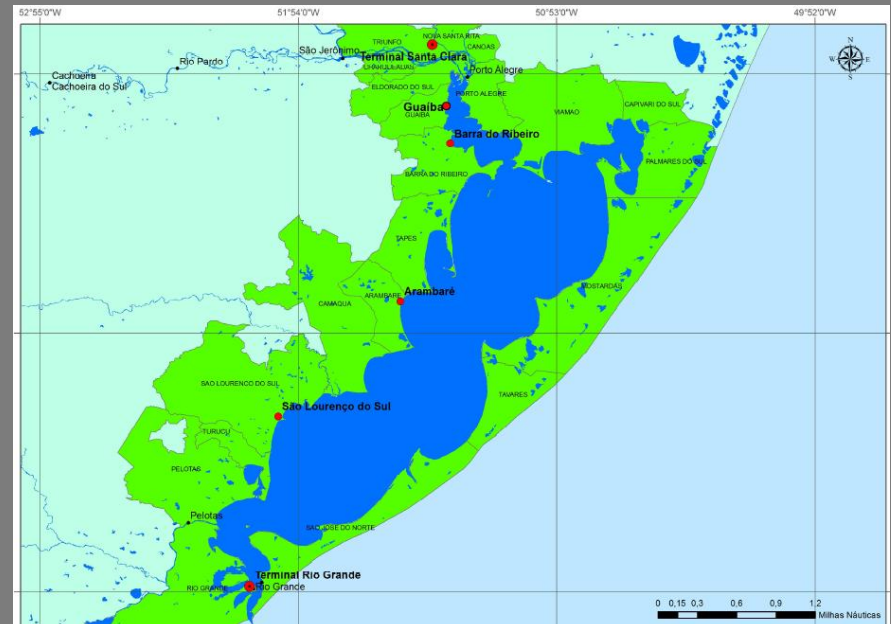 52°55'0"W
51°54'0"W
50°53'0"W
49°52'0"W
NOVA SANTA RITA
TRIUNFO
CANOAS
São Jerônimo
Terminal Santa Clara
Rio Pardo
Porto Alegre
Cachoeira
Cachoeira do Sul
ELDORADO DO SUL
PORTO ALEGRE
Guaíba
GUAIBA
VIAMAO
CAPIVARI DO SUL
Barra do Ribeiro
PALMARES DO SUL
BARRA DO RIBEIRO
TAPES
MOSTARDAS
Arambaré
ARAMBARE
CAMAQUA
SAO LOURENCO DO SUL
TAVARES
São Lourenço do Sul
TURUCU
PELOTAS
Pelotas
SAO JOSE DO NORTE
Terminal Rio Grande
RIO GRANDE
Rio Grande
N
W E
S
0 0,15 0,3 0,6 0,9 1,2
Milhas Náuticas